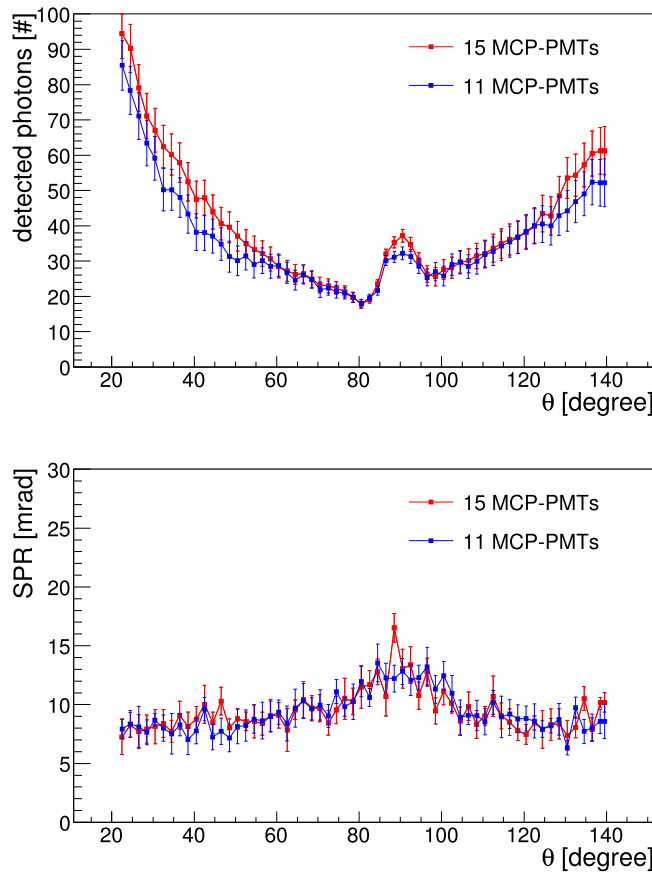 detected photons [#]
100
90
80
70
60
50
40
30
20
10
0
15 MCP-PMTs
11 MCP-PMTs
20 40 60 80 100 120 140
θ [degree]
SPR [mrad]
30
25
20
15
10
5
0
15 MCP-PMTs
11 MCP-PMTs
20 40 60 80 100 120 140
θ [degree]